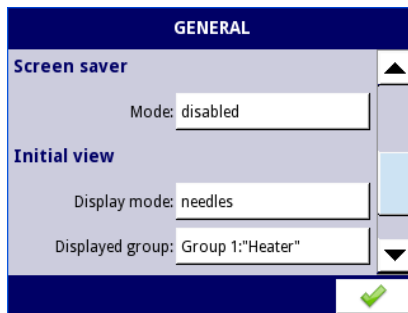 GENERAL
Screen saver
Mode: disabled
Initial view
Display mode: needles
Displayed group: Group 1:"Heater"